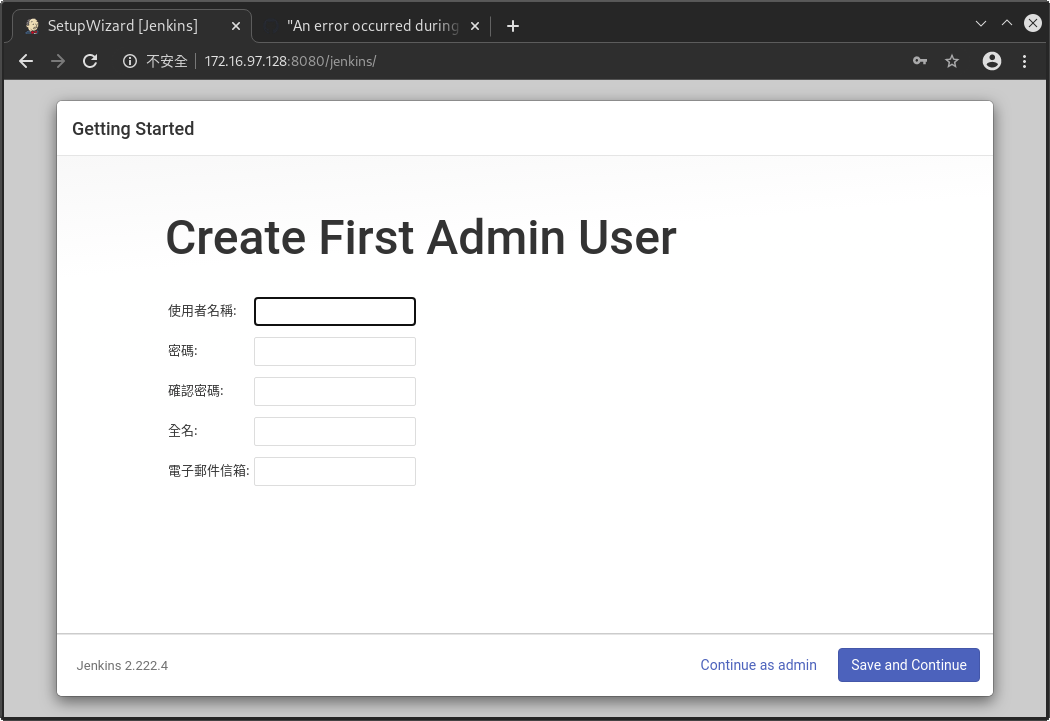 SetupWizard [Jenkins]
"An error occurred during
不安全
172.16.97.128:8080/jenkins/
Getting Started
Create First Admin User
使用者名稱:
密碼:
確認密碼:
全名:
電子郵件信箱:
Jenkins 2.222.4
Continue as admin
Save and Continue